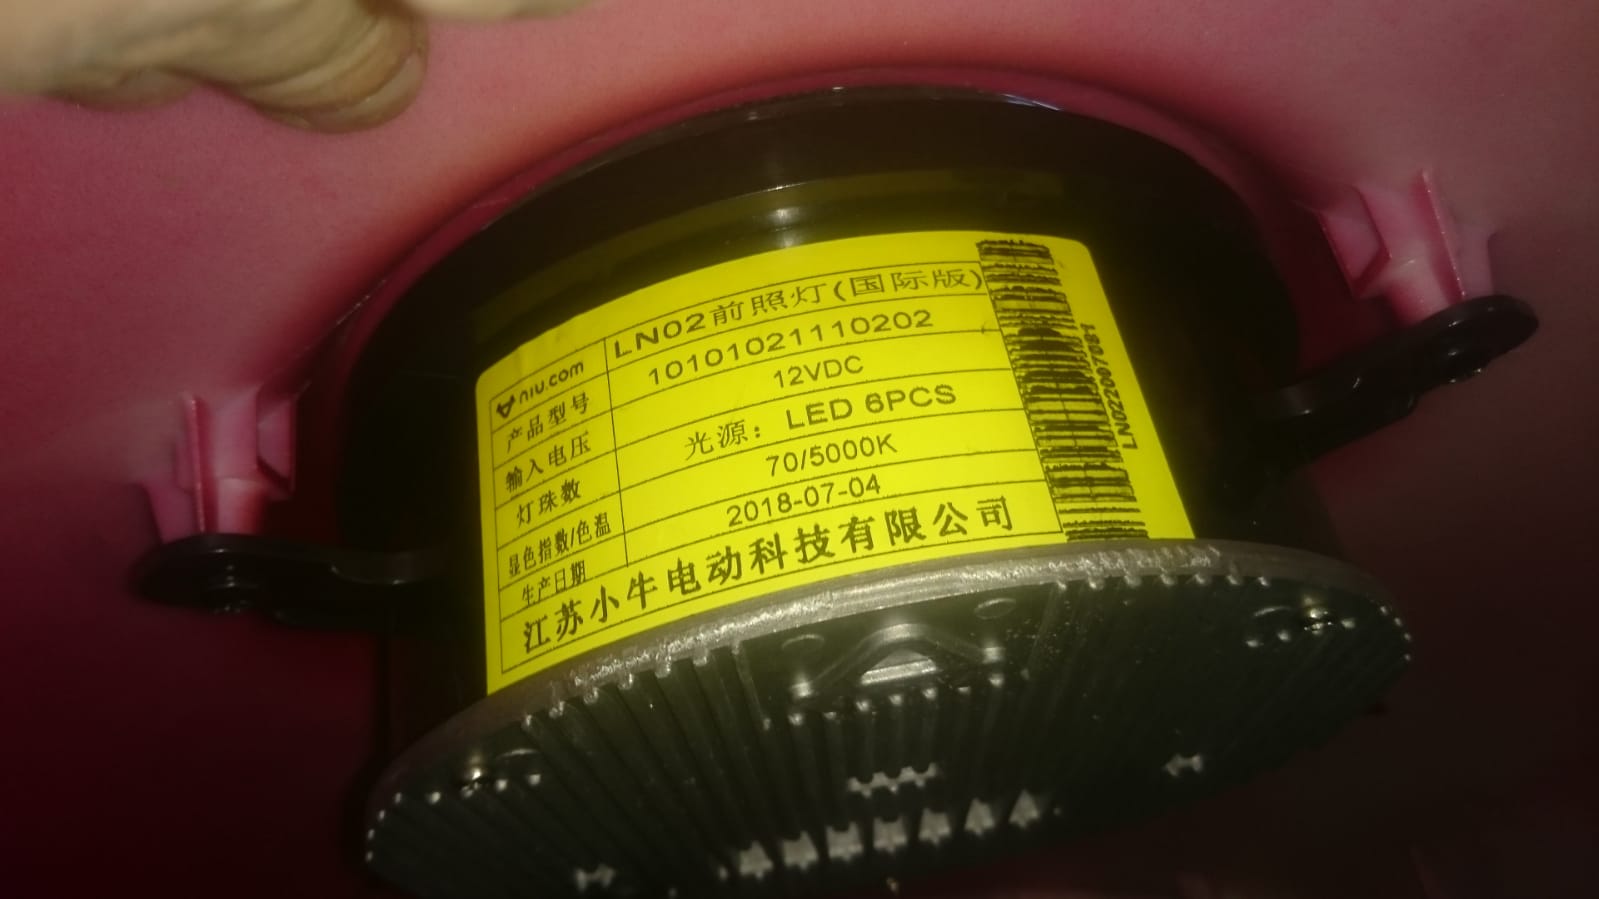 niu.com LN02前照灯(国际版)
产品型号 10101021110202
输入电压 12VDC
灯珠数 光源: LED 6PCS
显色指数/色温 70/5000K
生产日期 2018-07-04
江苏小牛电动科技有限公司